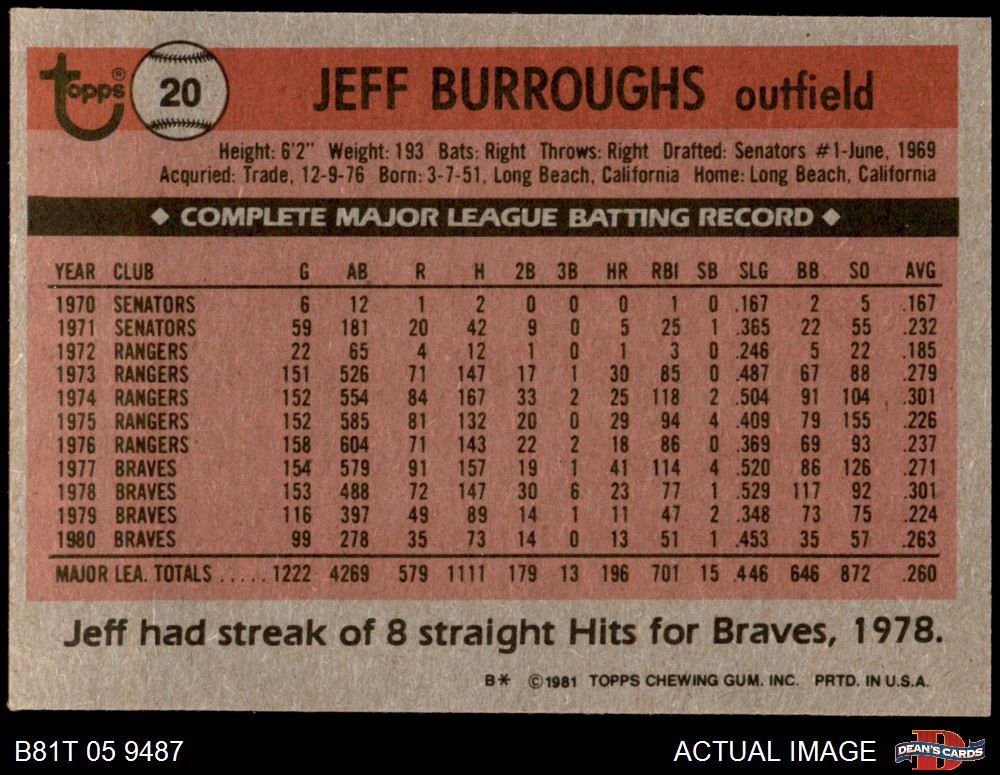 topps® 20 JEFF BURROUGHS outfield
Height: 6'2" Weight: 193 Bats: Right Throws: Right Drafted: Senators #1-June, 1969
Acquried: Trade, 12-9-76 Born: 3-7-51, Long Beach, California Home: Long Beach, California
◆ COMPLETE MAJOR LEAGUE BATTING RECORD ◆
YEAR CLUB G AB R H 2B 3B HR RBI SB SLG BB SO AVG
1970 SENATORS 6 12 1 2 0 0 0 1 0 .167 2 5 .167
1971 SENATORS 59 181 20 42 9 0 5 25 1 .365 22 55 .232
1972 RANGERS 22 65 4 12 1 0 1 3 0 .246 5 22 .185
1973 RANGERS 151 526 71 147 17 1 30 85 0 .487 67 88 .279
1974 RANGERS 152 554 84 167 33 2 25 118 2 .504 91 104 .301
1975 RANGERS 152 585 81 132 20 0 29 94 4 .409 79 155 .226
1976 RANGERS 158 604 71 143 22 2 18 86 0 .369 69 93 .237
1977 BRAVES 154 579 91 157 19 1 41 114 4 .520 86 126 .271
1978 BRAVES 153 488 72 147 30 6 23 77 1 .529 117 92 .301
1979 BRAVES 116 397 49 89 14 1 11 47 2 .348 73 75 .224
1980 BRAVES 99 278 35 73 14 0 13 51 1 .453 35 57 .263
MAJOR LEA. TOTALS ..... 1222 4269 579 1111 179 13 196 701 15 .446 646 872 .260
Jeff had streak of 8 straight Hits for Braves, 1978.
B* ©1981 TOPPS CHEWING GUM. INC. PRTD. IN U.S.A.
B81T 05 9487 ACTUAL IMAGE DEAN'S CARDS